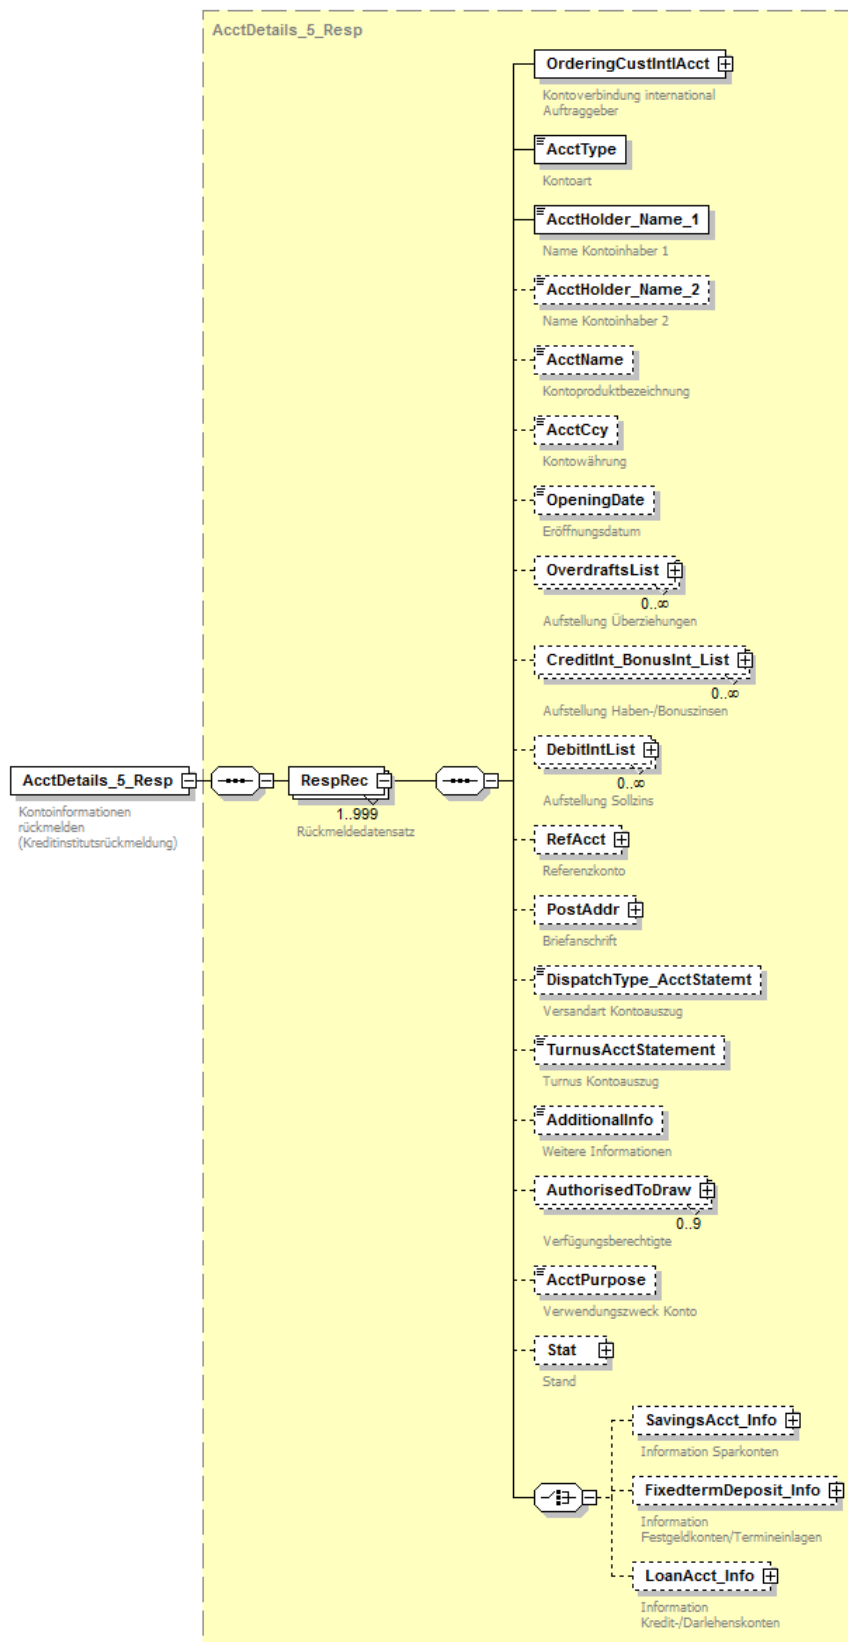 AcctDetails_5_Resp
OrderingCustIntlAcct
Kontoverbindung international
Auftraggeber
AcctType
Kontoart
AcctHolder_Name_1
Name Kontoinhaber 1
AcctHolder_Name_2
Name Kontoinhaber 2
AcctName
Kontoproduktbezeichnung
AcctCcy
Kontowährung
OpeningDate
Eröffnungsdatum
OverdraftsList
0..∞
Aufstellung Überziehungen
CreditInt_BonusInt_List
0..∞
Aufstellung Haben-/Bonuszinsen
DebitIntList
0..∞
Aufstellung Sollzins
AcctDetails_5_Resp
Kontoinformationen
rückmelden
(Kreditinstitutsrückmeldung)
RespRec
1..999
Rückmeldedatensatz
RefAcct
Referenzkonto
PostAddr
Briefanschrift
DispatchType_AcctStatemt
Versandart Kontoauszug
TurnusAcctStatement
Turnus Kontoauszug
AdditionalInfo
Weitere Informationen
AuthorisedToDraw
0..9
Verfügungsberechtigte
AcctPurpose
Verwendungszweck Konto
Stat
Stand
SavingsAcct_Info
Information Sparkonten
FixedtermDeposit_Info
Information
Festgeldkonten/Termineinlagen
LoanAcct_Info
Information
Kredit-/Darlehenskonten